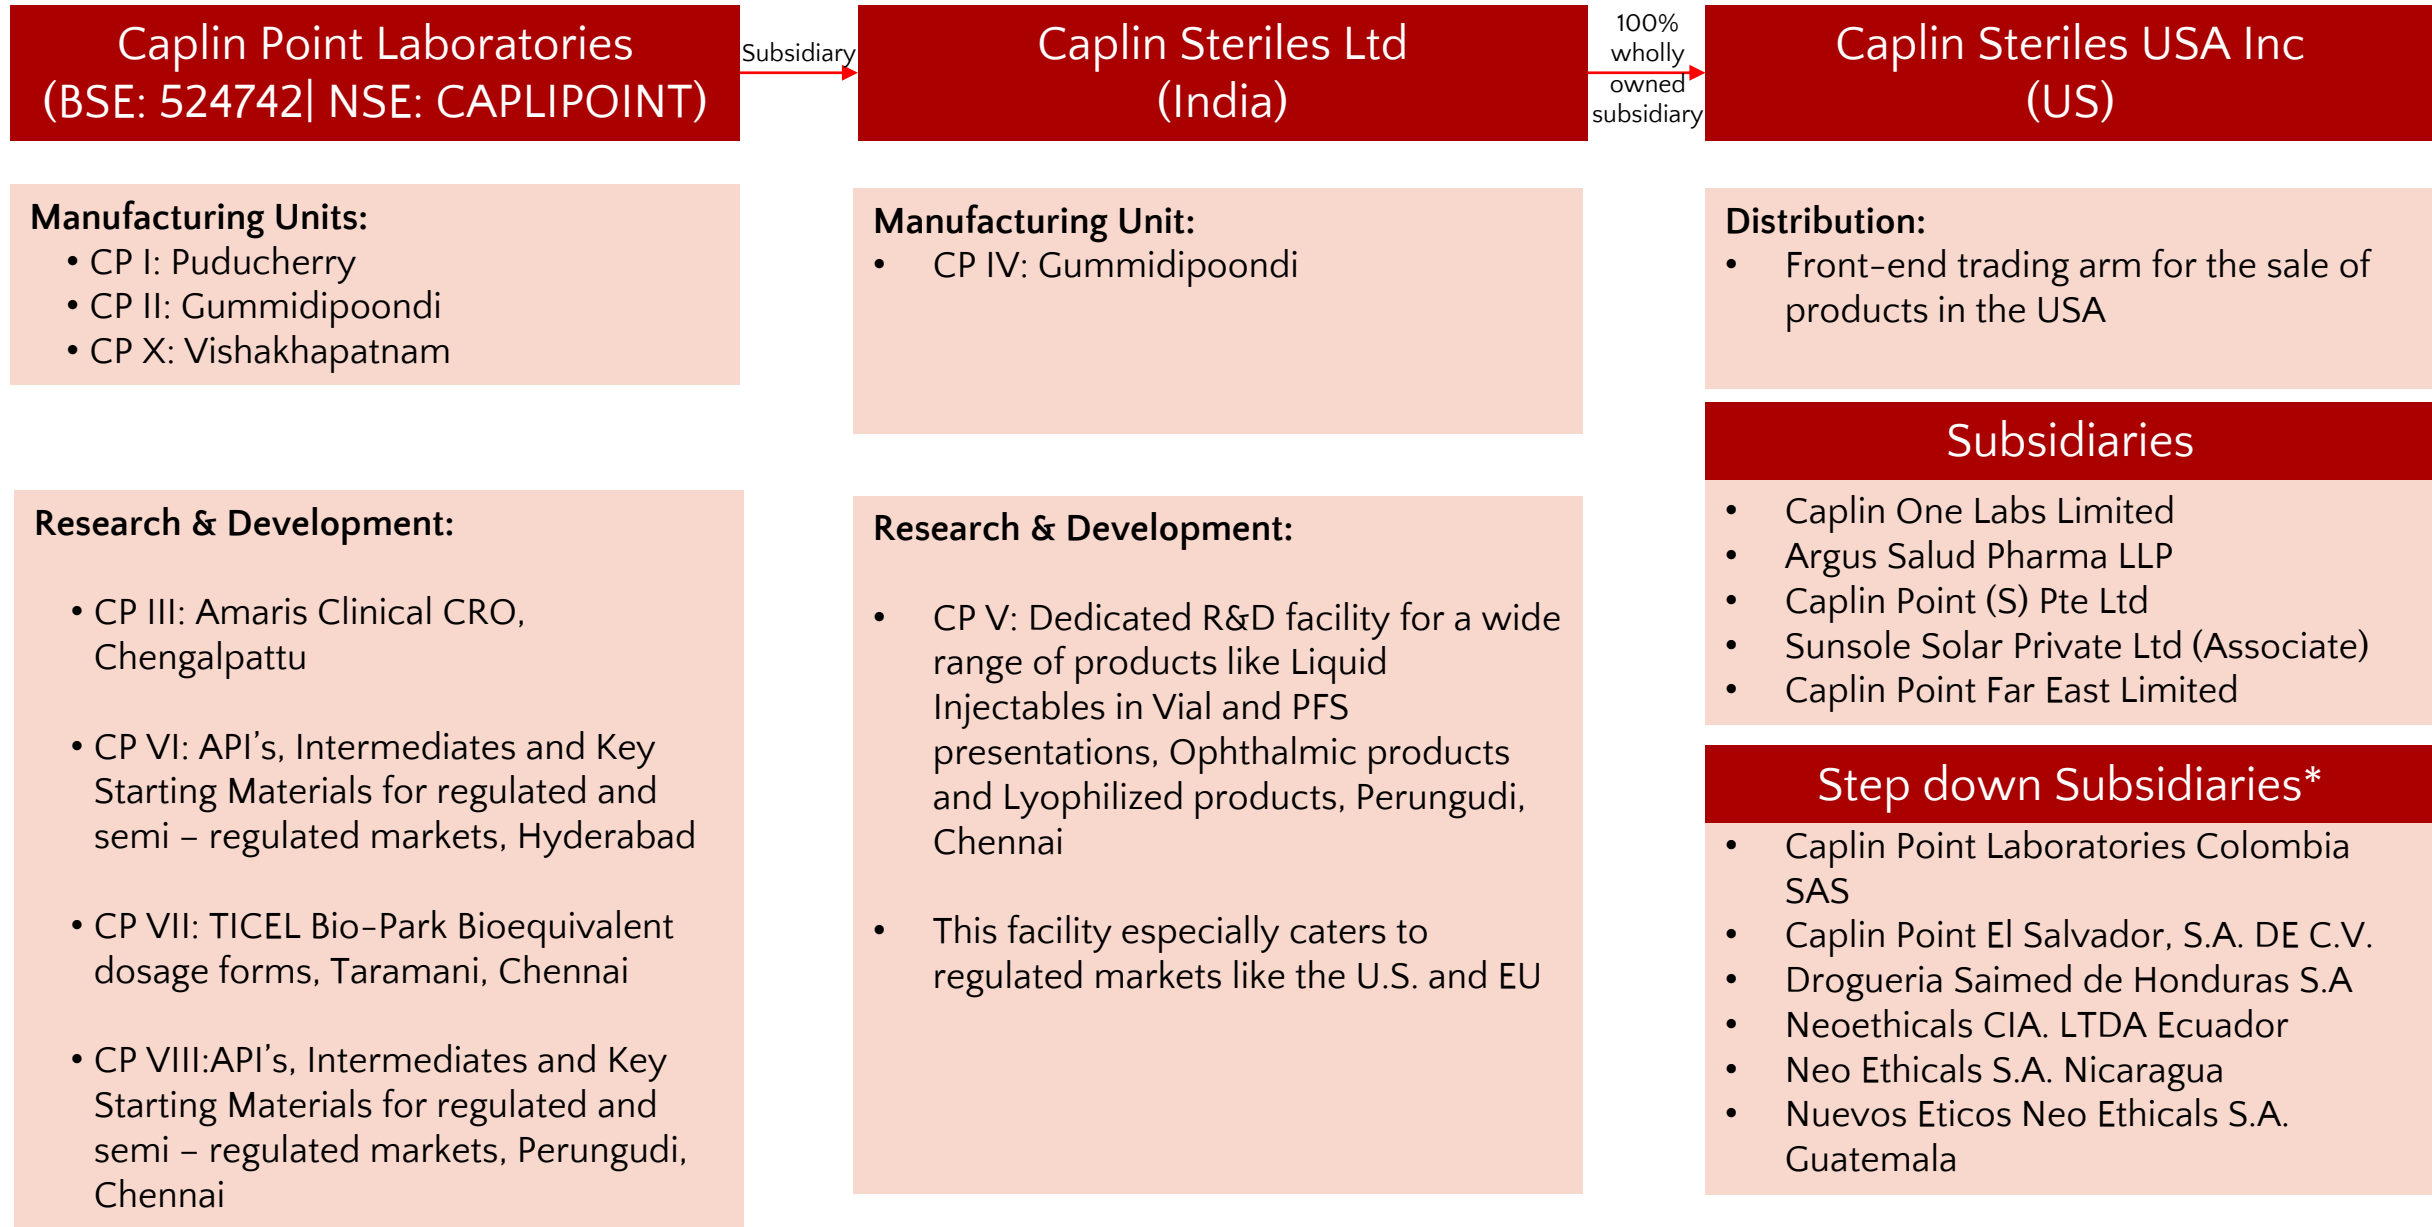 Caplin Point Laboratories
(BSE: 524742| NSE: CAPLIPOINT)
Subsidiary
Caplin Steriles Ltd
(India)
100%
wholly
owned
subsidiary
Caplin Steriles USA Inc
(US)
Manufacturing Units:
• CP I: Puducherry
• CP II: Gummidipoondi
• CP X: Vishakhapatnam
Research & Development:
• CP III: Amaris Clinical CRO,
Chengalpattu
• CP VI: API’s, Intermediates and Key
Starting Materials for regulated and
semi – regulated markets, Hyderabad
• CP VII: TICEL Bio-Park Bioequivalent
dosage forms, Taramani, Chennai
• CP VIII:API’s, Intermediates and Key
Starting Materials for regulated and
semi – regulated markets, Perungudi,
Chennai
Manufacturing Unit:
• CP IV: Gummidipoondi
Research & Development:
• CP V: Dedicated R&D facility for a wide
range of products like Liquid
Injectables in Vial and PFS
presentations, Ophthalmic products
and Lyophilized products, Perungudi,
Chennai
• This facility especially caters to
regulated markets like the U.S. and EU
Distribution:
• Front-end trading arm for the sale of
products in the USA
Subsidiaries
• Caplin One Labs Limited
• Argus Salud Pharma LLP
• Caplin Point (S) Pte Ltd
• Sunsole Solar Private Ltd (Associate)
• Caplin Point Far East Limited
Step down Subsidiaries*
• Caplin Point Laboratories Colombia
SAS
• Caplin Point El Salvador, S.A. DE C.V.
• Drogueria Saimed de Honduras S.A
• Neoethicals CIA. LTDA Ecuador
• Neo Ethicals S.A. Nicaragua
• Nuevos Eticos Neo Ethicals S.A.
Guatemala